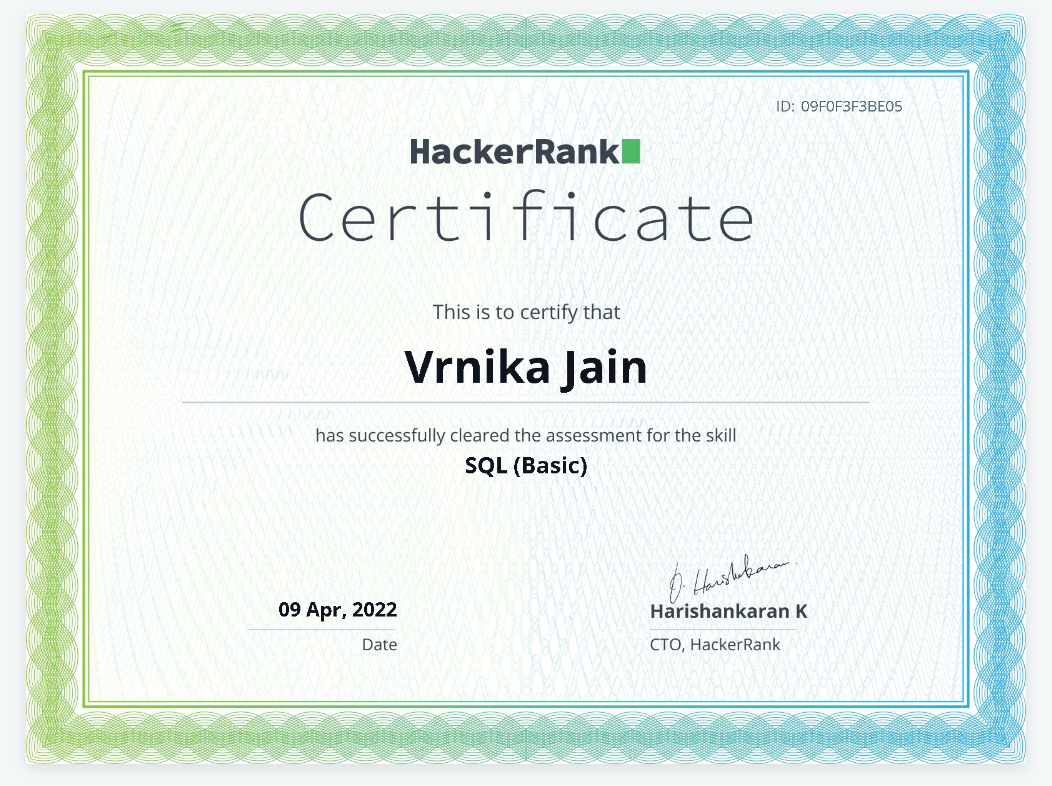 ID: 09F0F3F3BE05
HackerRank
Certificate
This is to certify that
Vrnika Jain
has successfully cleared the assessment for the skill
SQL (Basic)
09 Apr, 2022
Date
Harishankaran K
CTO, HackerRank